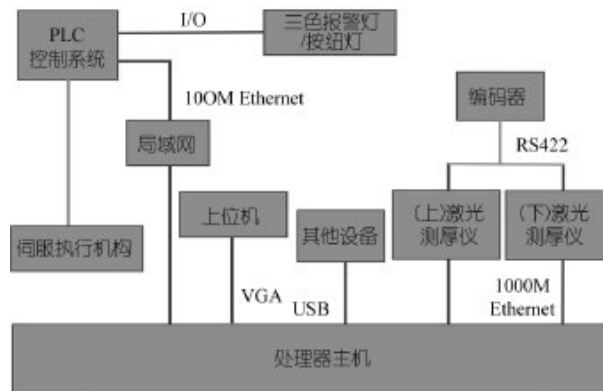 PLC
控制系统
I/O
三色报警灯
/按钮灯
10OM Ethernet
局域网
编码器
RS422
伺服执行机构
上位机
其他设备
(上)激光
测厚仪
(下)激光
测厚仪
VGA
USB
1000M
Ethernet
处理器主机